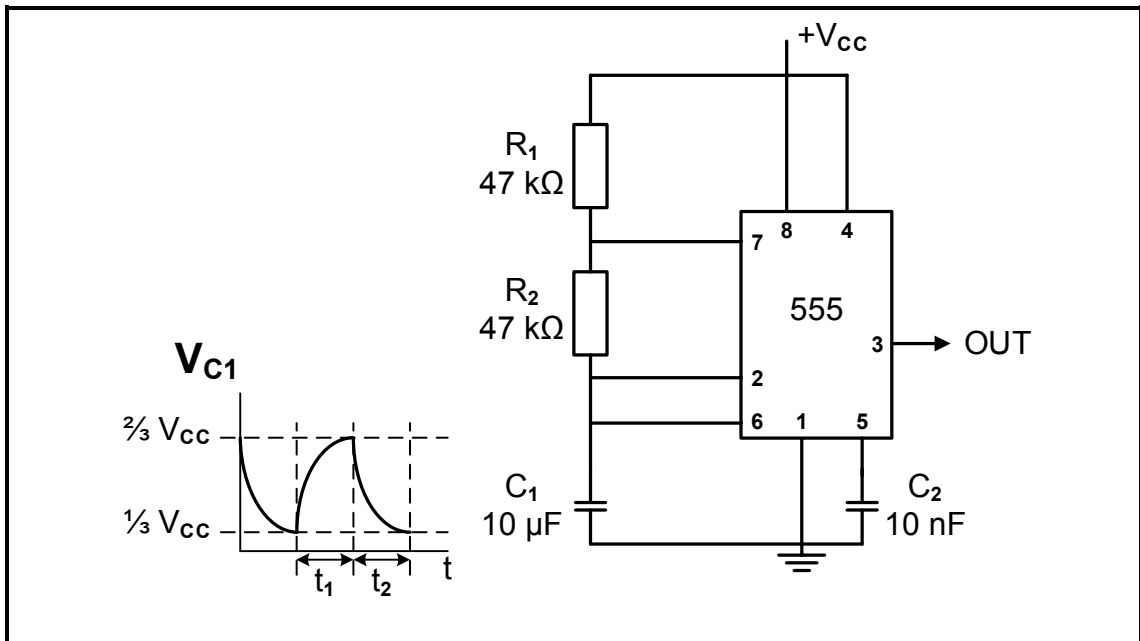 +VCC
R1
47 kΩ
8 4
7
R2
47 kΩ
555
3 OUT
2
6 1 5
C1
10 µF
C2
10 nF
VC1
⅔ VCC
⅓ VCC
t1 t2 t